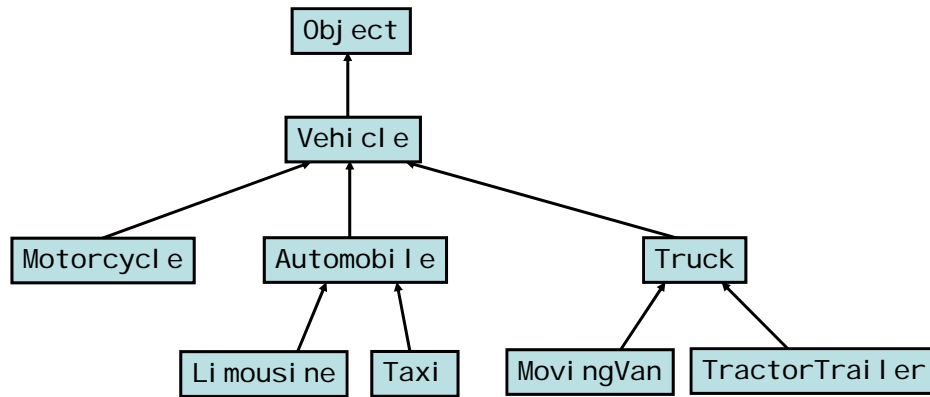 Object
Vehicle
Motorcycle
Automobile
Truck
Limousine
Taxi
MovingVan
TractorTrailer